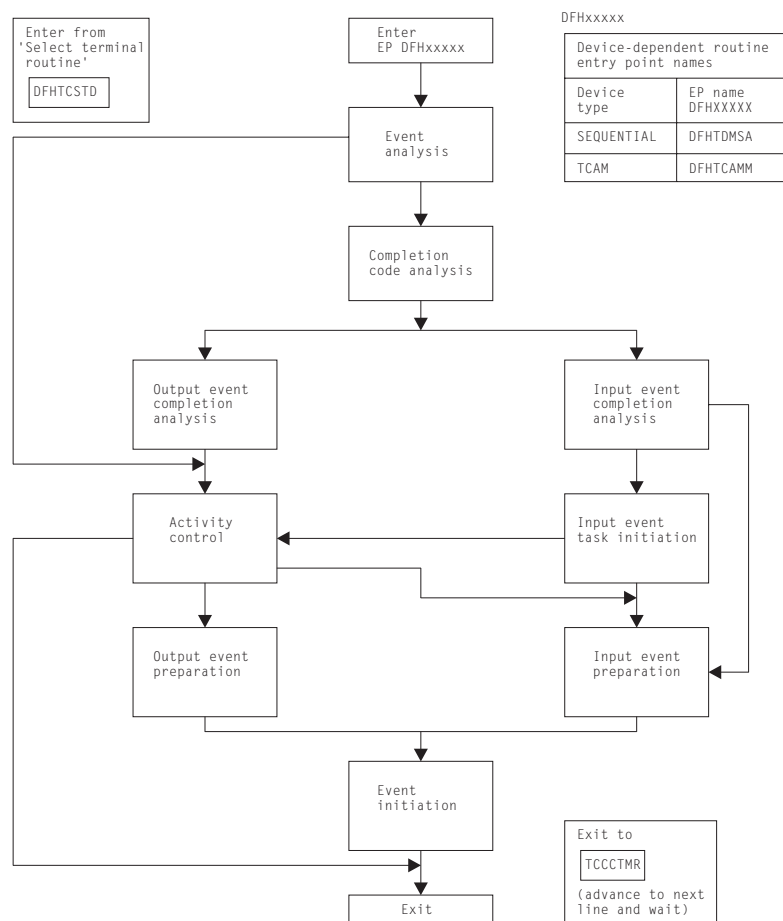 Enter from
'Select terminal
routine'
DFHTCSTD
Enter
EP DFHxxxxx
DFHxxxxx
Device-dependent routine
entry point names
Device
type
EP name
DFHXXXXX
SEQUENTIAL
DFHTDMSA
TCAM
DFHTCAMM
Event
analysis
Completion
code analysis
Output event
completion
analysis
Input event
completion
analysis
Activity
control
Input event
task initiation
Output event
preparation
Input event
preparation
Event
initiation
Exit
Exit to
TCCCTMR
(advance to next
line and wait)